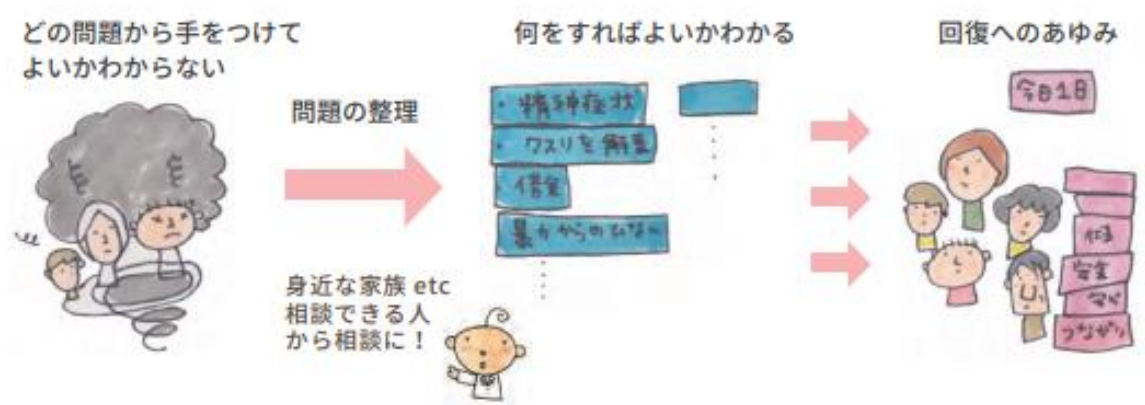 どの問題から手をつけて
よいかわからない
問題の整理
身近な家族 etc
相談できる人
から相談に！
何をすればよいかわかる
・精神症状
・クスリを解毒
・借金
暴力からのひなん
回復へのあゆみ
今日1日
仕事
安全
安心
つながり